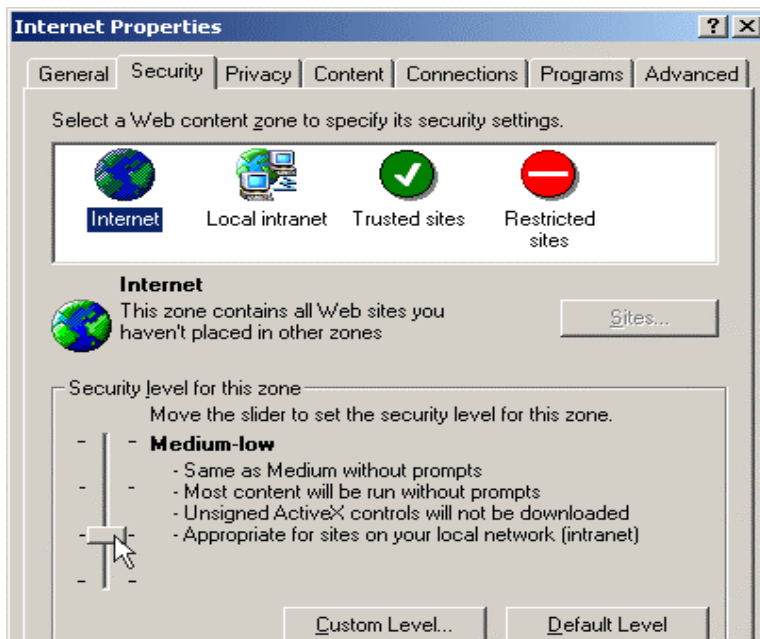 Internet Properties
General Security Privacy Content Connections Programs Advanced
Select a Web content zone to specify its security settings.
Internet Local intranet Trusted sites Restricted sites
Internet
This zone contains all Web sites you
haven't placed in other zones
Sites...
Security level for this zone
Move the slider to set the security level for this zone.
Medium-low
- Same as Medium without prompts
- Most content will be run without prompts
- Unsigned ActiveX controls will not be downloaded
- Appropriate for sites on your local network (intranet)
Custom Level... Default Level